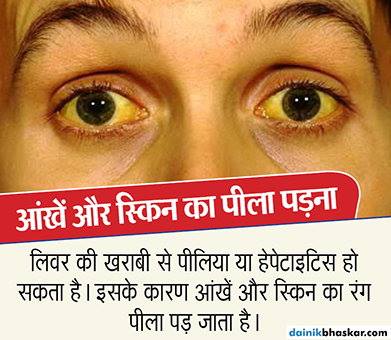 आंखें और स्किन का पीला पड़ना
लिवर की खराबी से पीलिया या हेपेटाइटिस हो
सकता है। इसके कारण आंखें और स्किन का रंग
पीला पड़ जाता है।
dainikbhaskar.com